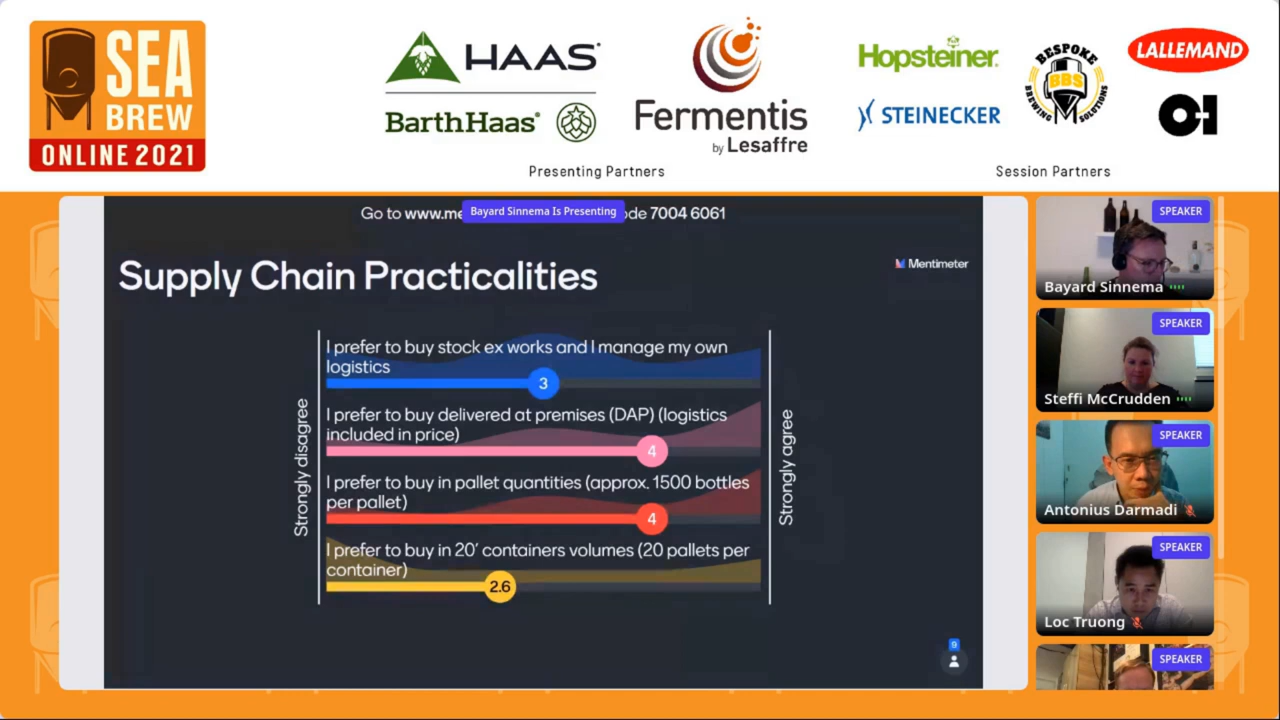 SEA
BREW
ONLINE 2021
HAAS®
BarthHaas®
Fermentis
by Lesaffre
Hopsteiner®
STEINECKER
BESPOKE
BBS
BREWING SOLUTIONS
LALLEMAND
O-I
Presenting Partners
Session Partners
Go to www.me
Bayard Sinnema Is Presenting
de 7004 6061
Supply Chain Practicalities
Mentimeter
Strongly disagree
I prefer to buy stock ex works and I manage my own
logistics
3
I prefer to buy delivered at premises (DAP) (logistics
included in price)
4
I prefer to buy in pallet quantities (approx. 1500 bottles
per pallet)
4
I prefer to buy in 20' containers volumes (20 pallets per
container)
2.6
Strongly agree
9
SPEAKER
Bayard Sinnema
SPEAKER
Steffi McCrudden
SPEAKER
Antonius Darmadi
SPEAKER
Loc Truong
SPEAKER